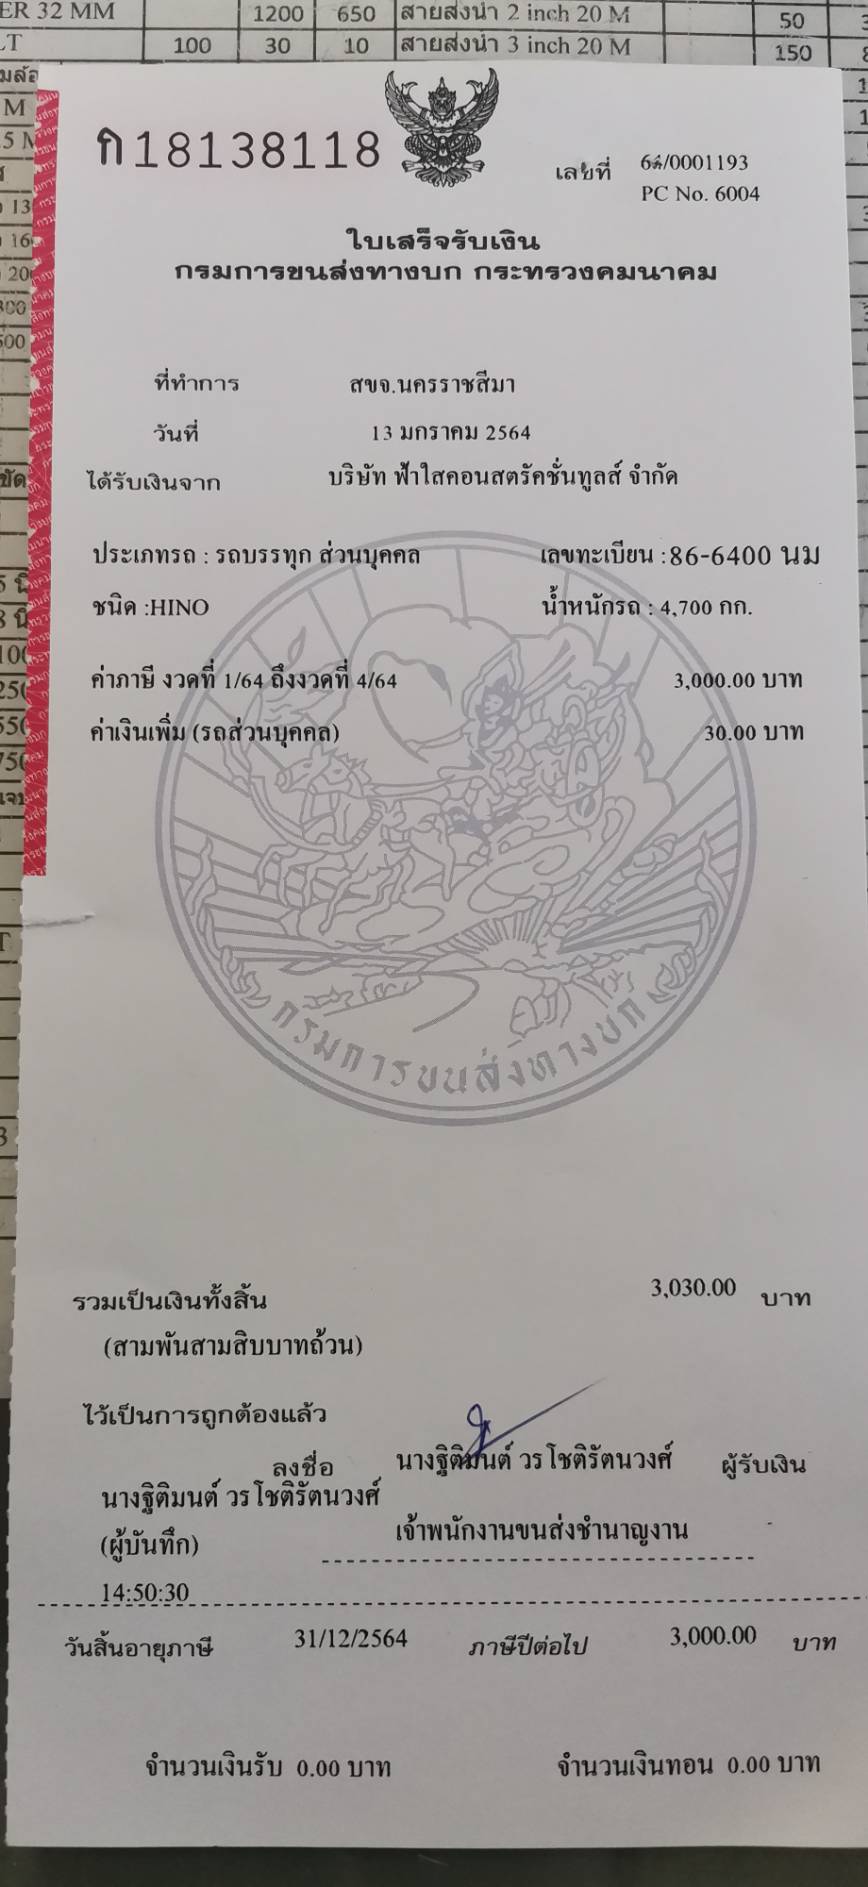 ER 32 MM 1200 650 สายส่งน้ำ 2 inch 20 M 50
LT 100 30 10 สายส่งน้ำ 3 inch 20 M 150
ก18138118
เลขที่ 64/0001193
PC No. 6004
ใบเสร็จรับเงิน
กรมการขนส่งทางบก กระทรวงคมนาคม
ที่ทำการ สขจ.นครราชสีมา
วันที่ 13 มกราคม 2564
ได้รับเงินจาก บริษัท ฟ้าใสคอนสตรัคชั่นทูลส์ จำกัด
ประเภทรถ : รถบรรทุก ส่วนบุคคล เลขทะเบียน :86-6400 นม
ชนิด :HINO น้ำหนักรถ : 4,700 กก.
ค่าภาษี งวดที่ 1/64 ถึงงวดที่ 4/64 3,000.00 บาท
ค่าเงินเพิ่ม (รถส่วนบุคคล) 30.00 บาท
กรมการขนส่งทางบก
รวมเป็นเงินทั้งสิ้น 3,030.00 บาท
(สามพันสามสิบบาทถ้วน)
ไว้เป็นการถูกต้องแล้ว
ลงชื่อ นางฐิติมนต์ วรโชติรัตนวงศ์ ผู้รับเงิน
นางฐิติมนต์ วรโชติรัตนวงศ์
(ผู้บันทึก) เจ้าพนักงานขนส่งชำนาญงาน
14:50:30
วันสิ้นอายุภาษี 31/12/2564 ภาษีปีต่อไป 3,000.00 บาท
จำนวนเงินรับ 0.00 บาท จำนวนเงินทอน 0.00 บาท